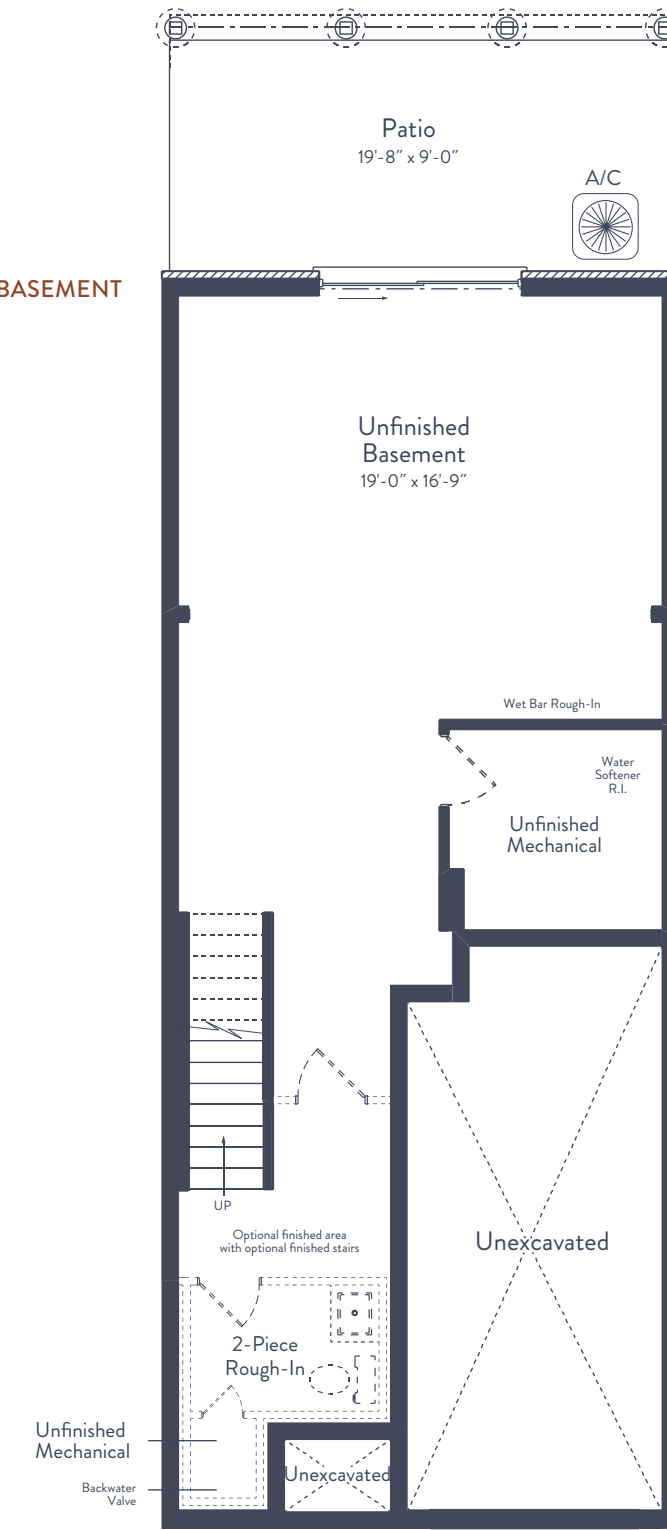 Patio
19'-8" x 9'-0"
A/C
BASEMENT
Unfinished
Basement
19'-0" x 16'-9"
Wet Bar Rough-In
Water
Softener
R.I.
Unfinished
Mechanical
UP
Optional finished area
with optional finished stairs
Unexcavated
2-Piece
Rough-In
Unfinished
Mechanical
Unexcavated
Backwater
Valve